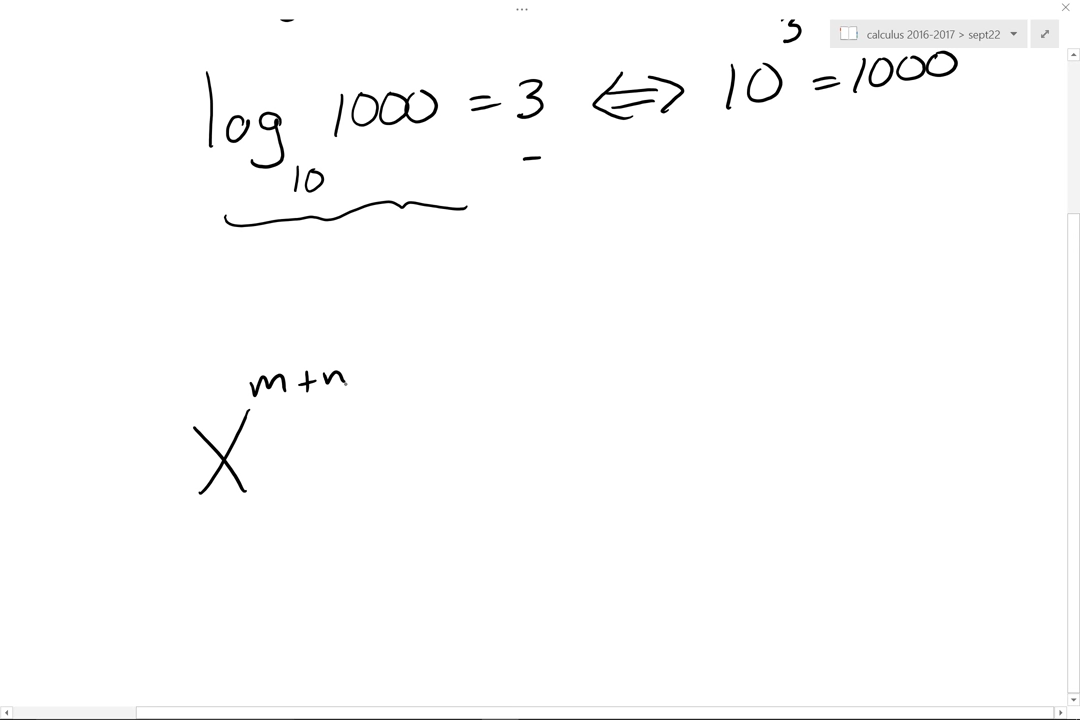 calculus 2016-2017 > sept22
log₁₀ 1000 = 3 ⇔ 10³ = 1000
x^{m+n}